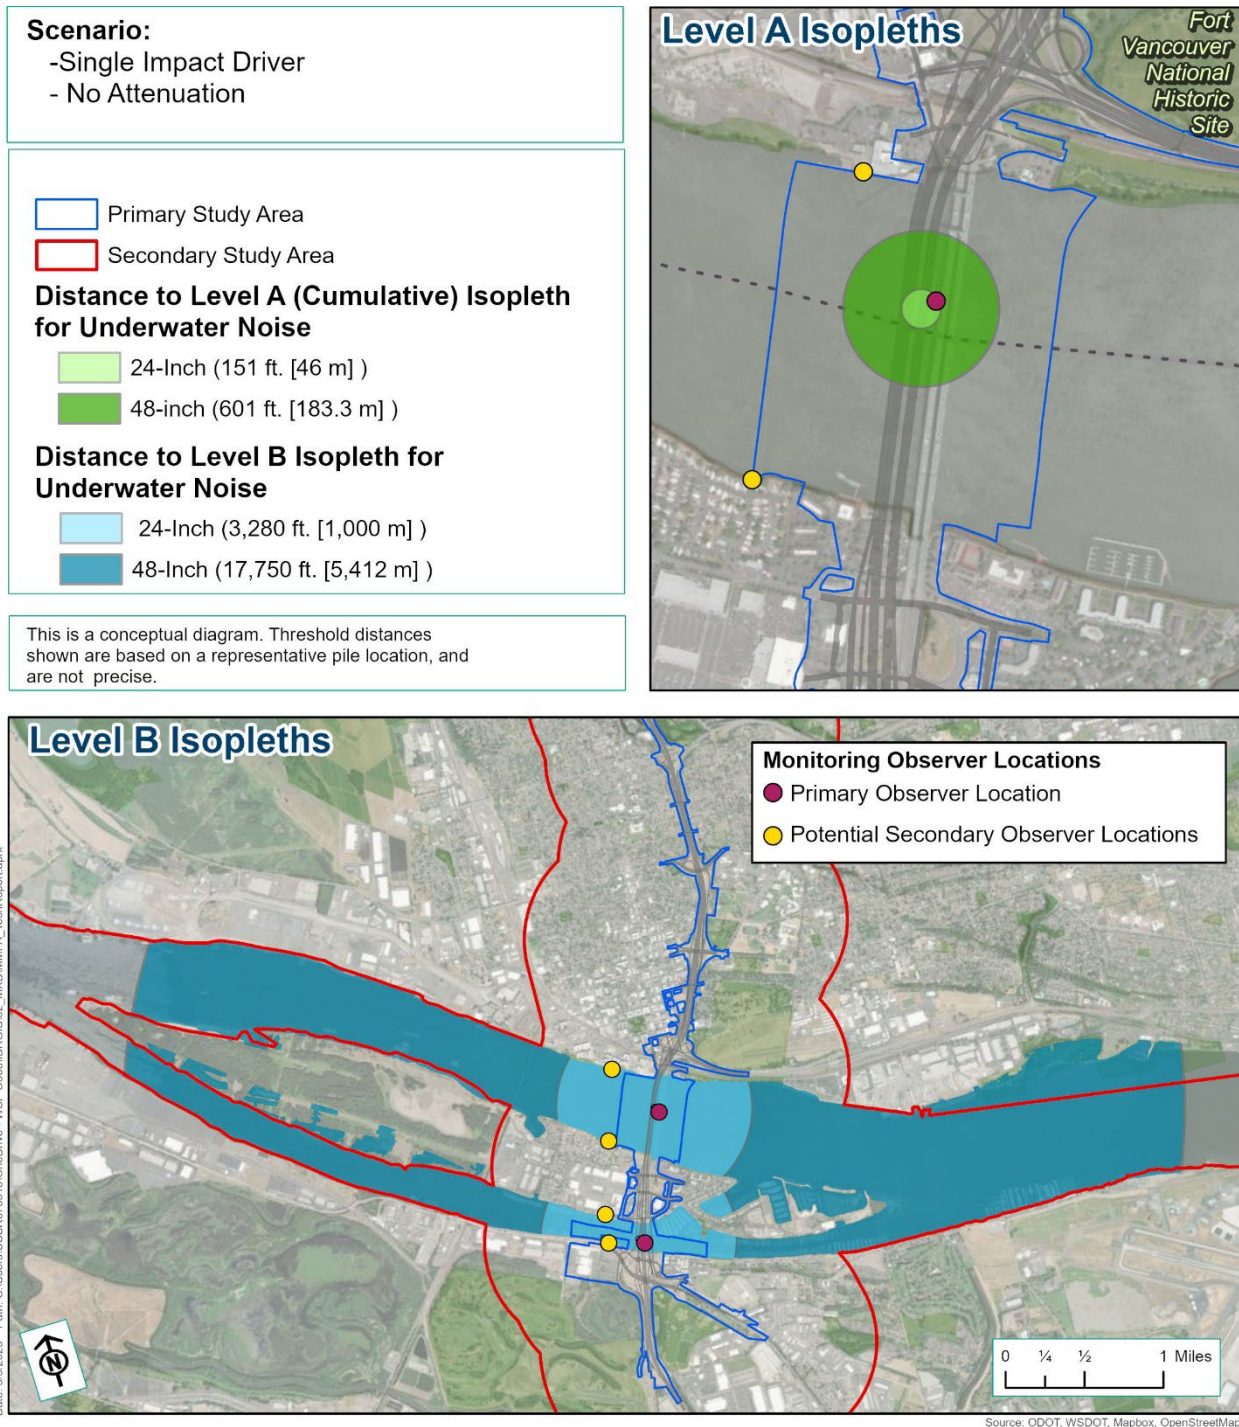 Scenario:
-Single Impact Driver
- No Attenuation
Primary Study Area
Secondary Study Area
Distance to Level A (Cumulative) Isopleth
for Underwater Noise
24-Inch (151 ft. [46 m] )
48-inch (601 ft. [183.3 m] )
Distance to Level B Isopleth for
Underwater Noise
24-Inch (3,280 ft. [1,000 m] )
48-Inch (17,750 ft. [5,412 m] )
This is a conceptual diagram. Threshold distances
shown are based on a representative pile location, and
are not precise.
Level A Isopleths
Fort
Vancouver
National
Historic
Site
Level B Isopleths
Monitoring Observer Locations
Primary Observer Location
Potential Secondary Observer Locations
N
0 ¼ ½ 1 Miles
Source: ODOT, WSDOT, Mapbox, OpenStreetMap